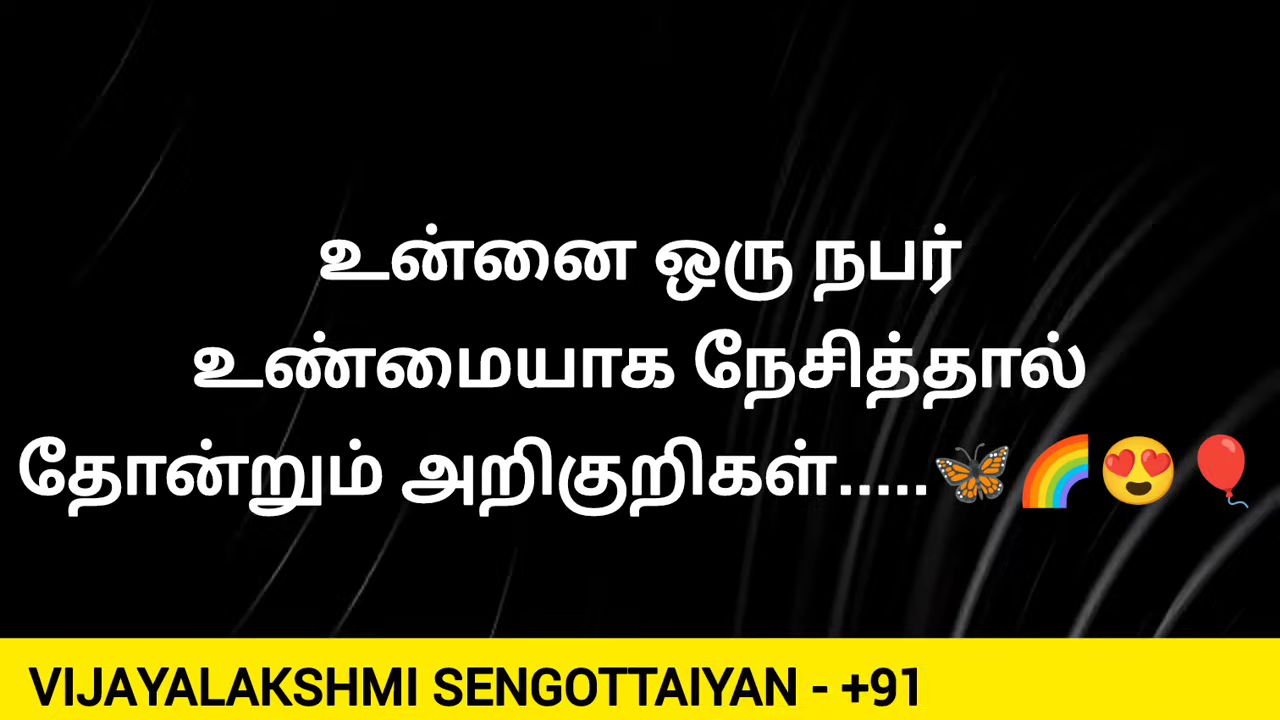 உன்னை ஒரு நபர்
உண்மையாக நேசித்தால்
தோன்றும் அறிகுறிகள்.....🦋🌈😍🎈
VIJAYALAKSHMI SENGOTTAIYAN - +91